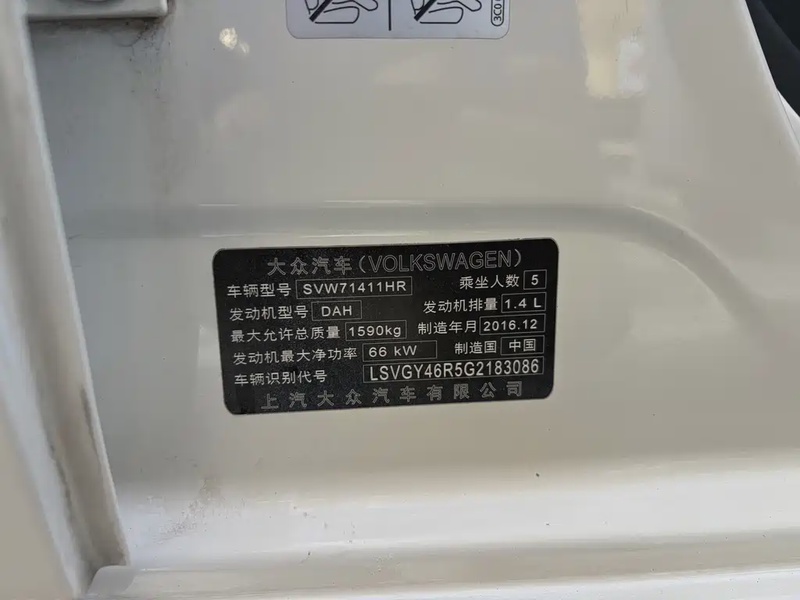 3C0
大众汽车(VOLKSWAGEN)
车辆型号 SVW71411HR 乘坐人数 5
发动机型号 DAH 发动机排量 1.4 L
最大允许总质量 1590kg 制造年月 2016.12
发动机最大净功率 66 kW 制造国 中国
车辆识别代号 LSVGY46R5G2183086
上汽大众汽车有限公司